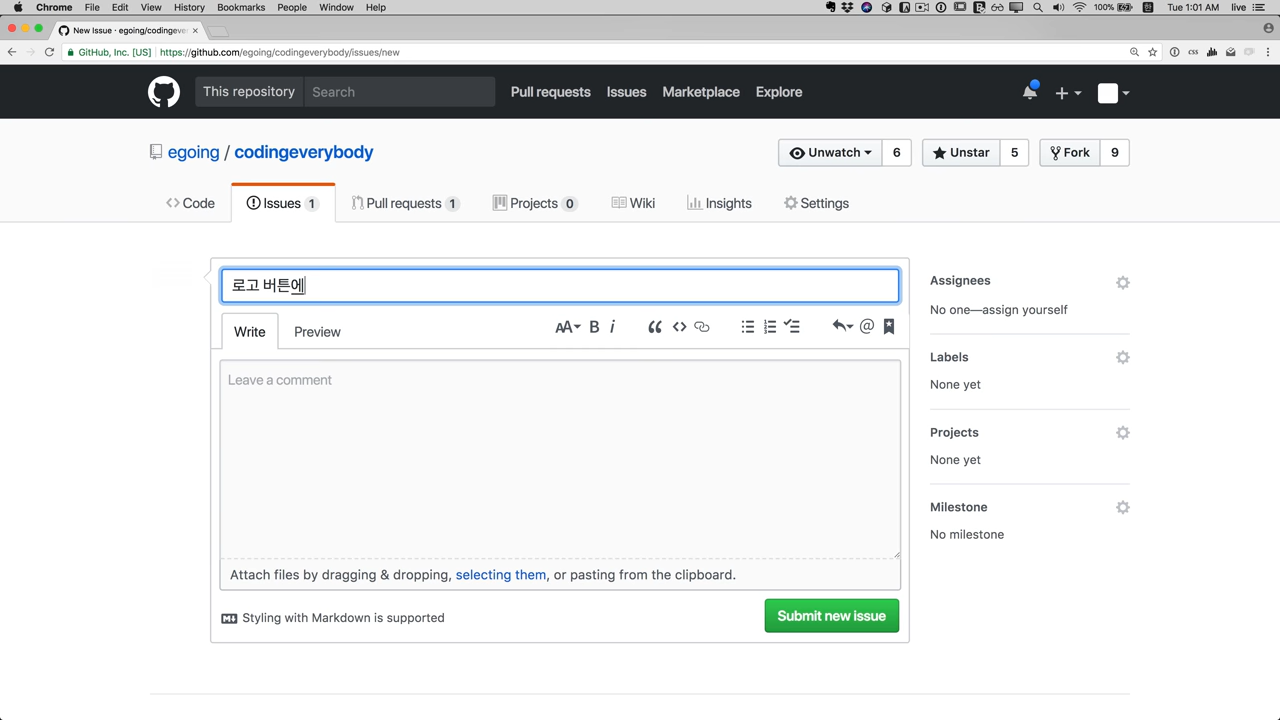 Chrome File Edit View History Bookmarks People Window Help 100% Tue 1:01 AM live
New Issue · egoing/codingever
GitHub, Inc. [US] https://github.com/egoing/codingeverybody/issues/new
This repository Search Pull requests Issues Marketplace Explore
egoing / codingeverybody Unwatch 6 Unstar 5 Fork 9
Code Issues 1 Pull requests 1 Projects 0 Wiki Insights Settings
로고 버튼에
Write Preview AA B i
Leave a comment
Attach files by dragging & dropping, selecting them, or pasting from the clipboard.
Styling with Markdown is supported
Submit new issue
Assignees
No one—assign yourself
Labels
None yet
Projects
None yet
Milestone
No milestone